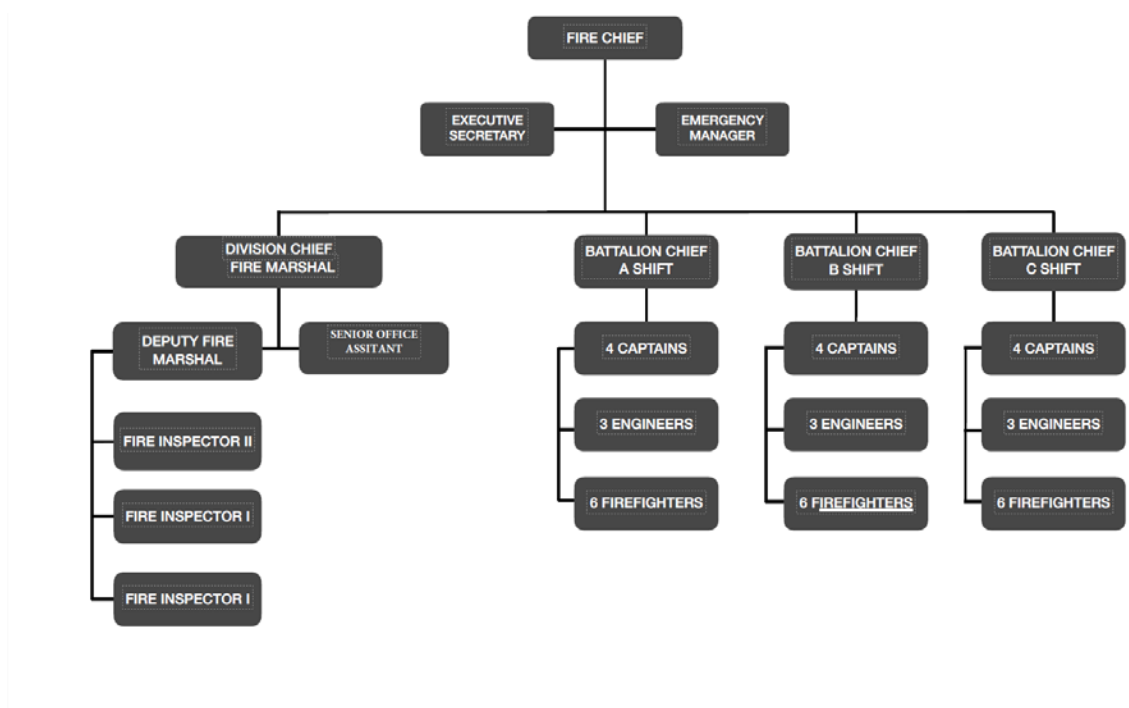 FIRE CHIEF
EXECUTIVE
SECRETARY
EMERGENCY
MANAGER
DIVISION CHIEF
FIRE MARSHAL
BATTALION CHIEF
A SHIFT
BATTALION CHIEF
B SHIFT
BATTALION CHIEF
C SHIFT
DEPUTY FIRE
MARSHAL
SENIOR OFFICE
ASSITANT
4 CAPTAINS
4 CAPTAINS
4 CAPTAINS
FIRE INSPECTOR II
3 ENGINEERS
3 ENGINEERS
3 ENGINEERS
FIRE INSPECTOR I
6 FIREFIGHTERS
6 FIREFIGHTERS
6 FIREFIGHTERS
FIRE INSPECTOR I